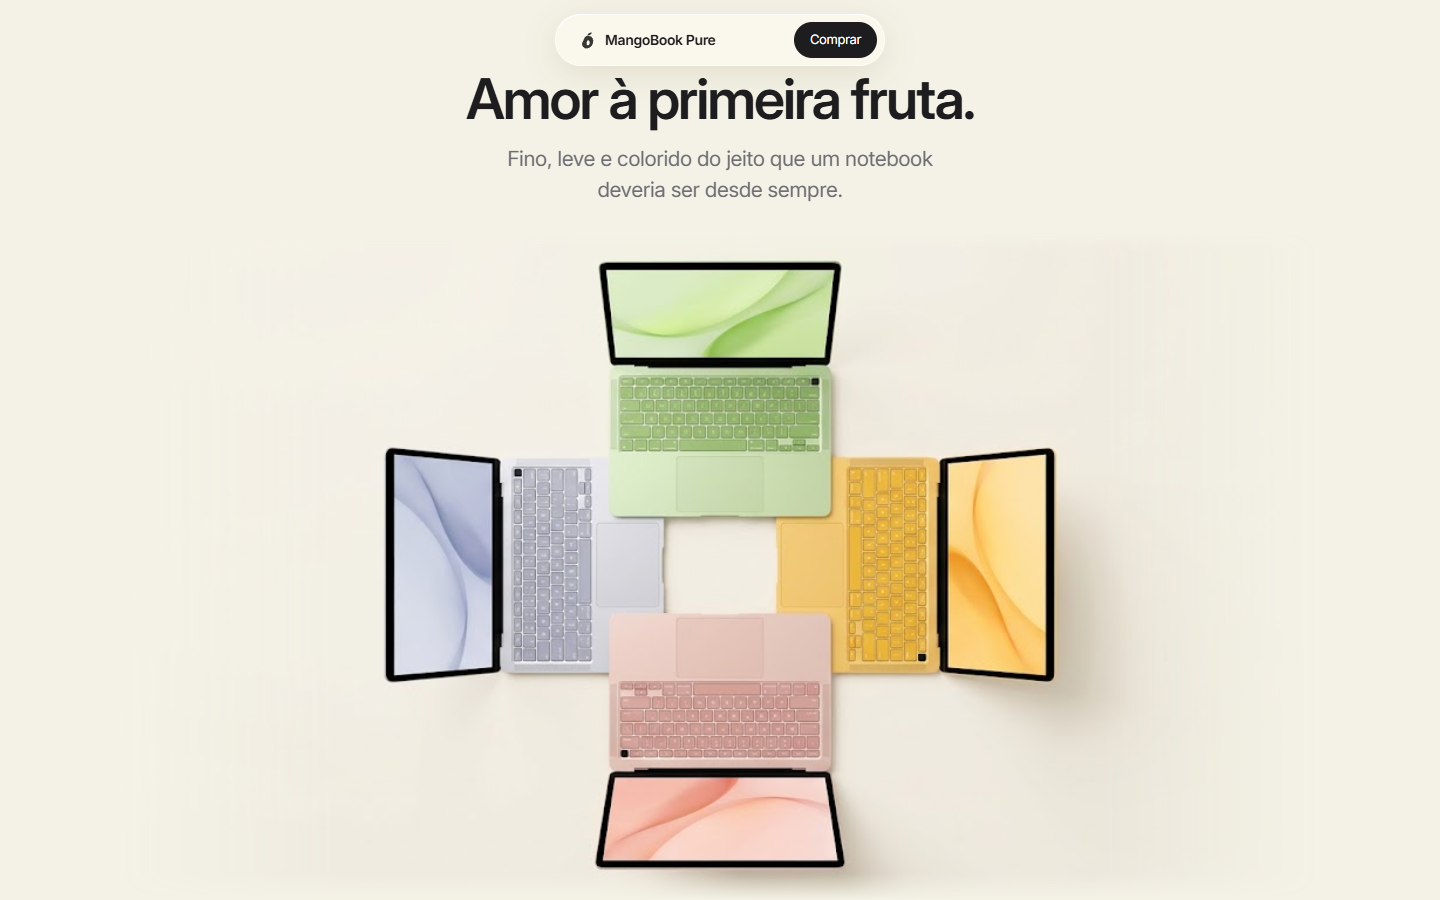 MangoBook Pure
Comprar
Amor à primeira fruta.
Fino, leve e colorido do jeito que um notebook
deveria ser desde sempre.